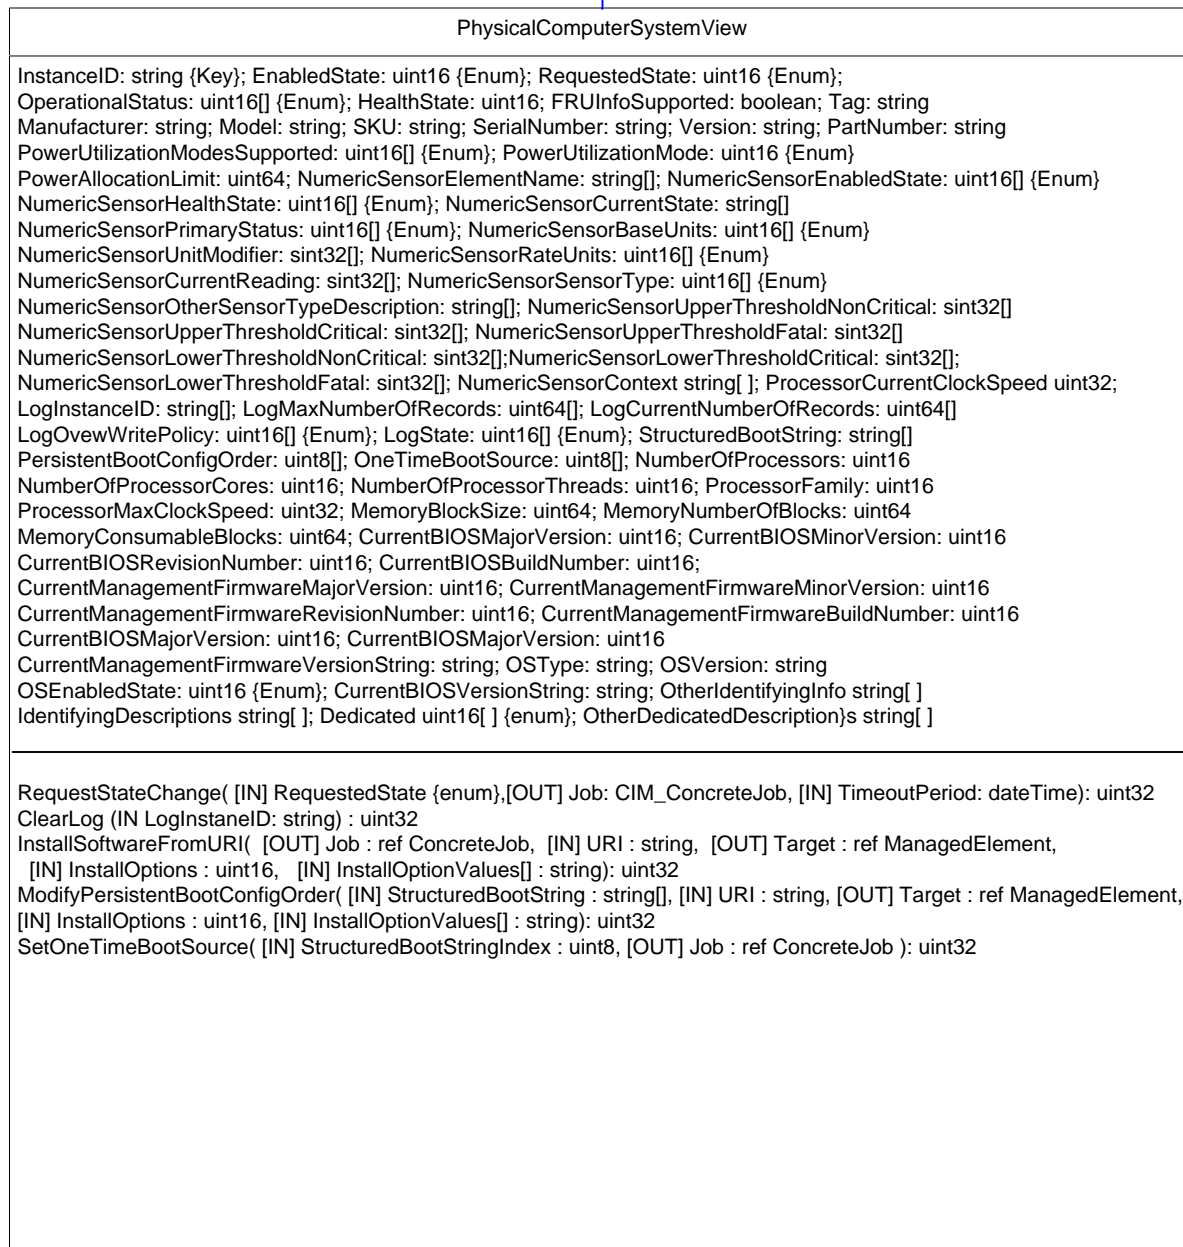 PhysicalComputerSystemView
InstanceID: string {Key}; EnabledState: uint16 {Enum}; RequestedState: uint16 {Enum};
OperationalStatus: uint16[] {Enum}; HealthState: uint16; FRUInfoSupported: boolean; Tag: string
Manufacturer: string; Model: string; SKU: string; SerialNumber: string; Version: string; PartNumber: string
PowerUtilizationModesSupported: uint16[] {Enum}; PowerUtilizationMode: uint16 {Enum}
PowerAllocationLimit: uint64; NumericSensorElementName: string[]; NumericSensorEnabledState: uint16[] {Enum}
NumericSensorHealthState: uint16[] {Enum}; NumericSensorCurrentState: string[]
NumericSensorPrimaryStatus: uint16[] {Enum}; NumericSensorBaseUnits: uint16[] {Enum}
NumericSensorUnitModifier: sint32[]; NumericSensorRateUnits: uint16[] {Enum}
NumericSensorCurrentReading: sint32[]; NumericSensorSensorType: uint16[] {Enum}
NumericSensorOtherSensorTypeDescription: string[]; NumericSensorUpperThresholdNonCritical: sint32[]
NumericSensorUpperThresholdCritical: sint32[]; NumericSensorUpperThresholdFatal: sint32[]
NumericSensorLowerThresholdNonCritical: sint32[];NumericSensorLowerThresholdCritical: sint32[];
NumericSensorLowerThresholdFatal: sint32[]; NumericSensorContext string[ ]; ProcessorCurrentClockSpeed uint32;
LogInstanceID: string[]; LogMaxNumberOfRecords: uint64[]; LogCurrentNumberOfRecords: uint64[]
LogOvewWritePolicy: uint16[] {Enum}; LogState: uint16[] {Enum}; StructuredBootString: string[]
PersistentBootConfigOrder: uint8[]; OneTimeBootSource: uint8[]; NumberOfProcessors: uint16
NumberOfProcessorCores: uint16; NumberOfProcessorThreads: uint16; ProcessorFamily: uint16
ProcessorMaxClockSpeed: uint32; MemoryBlockSize: uint64; MemoryNumberOfBlocks: uint64
MemoryConsumableBlocks: uint64; CurrentBIOSMajorVersion: uint16; CurrentBIOSMinorVersion: uint16
CurrentBIOSRevisionNumber: uint16; CurrentBIOSBuildNumber: uint16;
CurrentManagementFirmwareMajorVersion: uint16; CurrentManagementFirmwareMinorVersion: uint16
CurrentManagementFirmwareRevisionNumber: uint16; CurrentManagementFirmwareBuildNumber: uint16
CurrentBIOSMajorVersion: uint16; CurrentBIOSMajorVersion: uint16
CurrentManagementFirmwareVersionString: string; OSType: string; OSVersion: string
OSEnabledState: uint16 {Enum}; CurrentBIOSVersionString: string; OtherIdentifyingInfo string[ ]
IdentifyingDescriptions string[ ]; Dedicated uint16[ ] {enum}; OtherDedicatedDescription}s string[ ]
RequestStateChange( [IN] RequestedState {enum},[OUT] Job: CIM_ConcreteJob, [IN] TimeoutPeriod: dateTime): uint32
ClearLog (IN LogInstaneID: string) : uint32
InstallSoftwareFromURI(  [OUT] Job : ref ConcreteJob,  [IN] URI : string,  [OUT] Target : ref ManagedElement,
[IN] InstallOptions : uint16,   [IN] InstallOptionValues[] : string): uint32
ModifyPersistentBootConfigOrder( [IN] StructuredBootString : string[], [IN] URI : string, [OUT] Target : ref ManagedElement,
[IN] InstallOptions : uint16, [IN] InstallOptionValues[] : string): uint32
SetOneTimeBootSource( [IN] StructuredBootStringIndex : uint8, [OUT] Job : ref ConcreteJob ): uint32